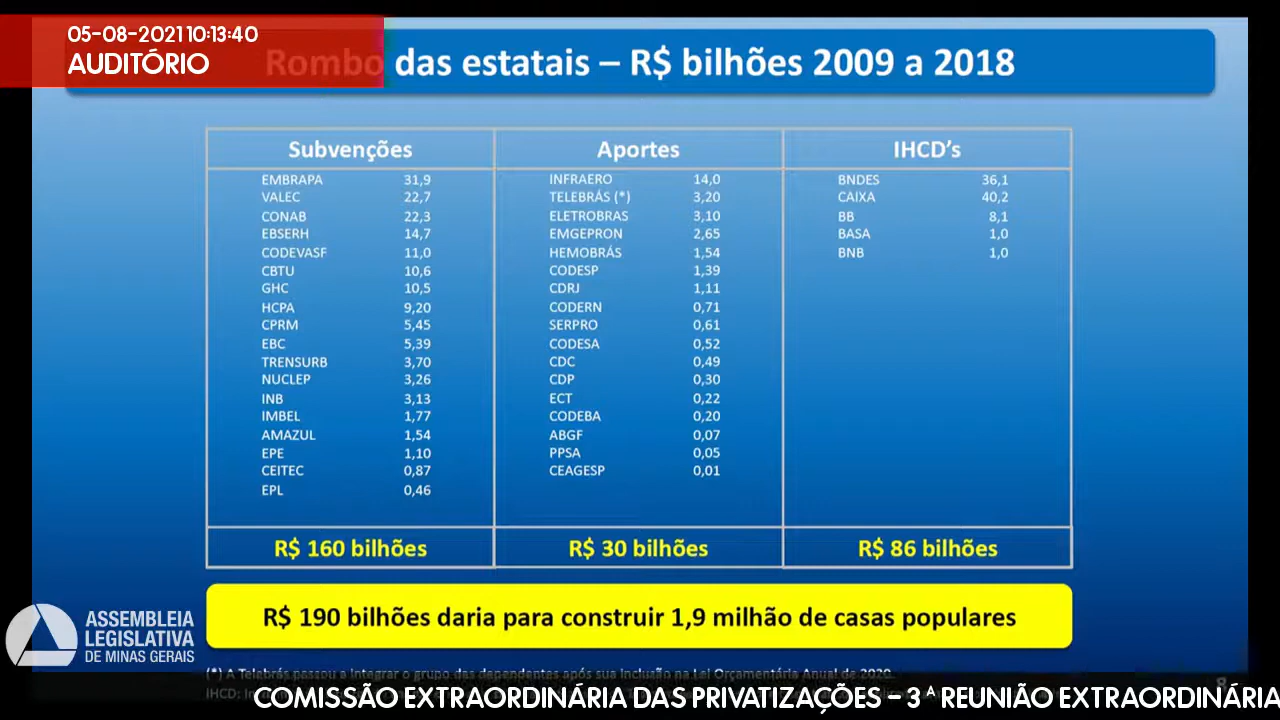 05-08-2021 10:13:40
AUDITÓRIO
Rombo das estatais – R$ bilhões 2009 a 2018
Subvenções
EMBRAPA 31,9
VALEC 22,7
CONAB 22,3
EBSERH 14,7
CODEVASF 11,0
CBTU 10,6
GHC 10,5
HCPA 9,20
CPRM 5,45
EBC 5,39
TRENSURB 3,70
NUCLEP 3,26
INB 3,13
IMBEL 1,77
AMAZUL 1,54
EPE 1,10
CEITEC 0,87
EPL 0,46
R$ 160 bilhões
Aportes
INFRAERO 14,0
TELEBRÁS (*) 3,20
ELETROBRAS 3,10
EMGEPRON 2,65
HEMOBRÁS 1,54
CODESP 1,39
CDRJ 1,11
CODERN 0,71
SERPRO 0,61
CODESA 0,52
CDC 0,49
CDP 0,30
ECT 0,22
CODEBA 0,20
ABGF 0,07
PPSA 0,05
CEAGESP 0,01
R$ 30 bilhões
IHCD's
BNDES 36,1
CAIXA 40,2
BB 8,1
BASA 1,0
BNB 1,0
R$ 86 bilhões
R$ 190 bilhões daria para construir 1,9 milhão de casas populares
ASSEMBLEIA
LEGISLATIVA
DE MINAS GERAIS
(*) A Telebrás passou a integrar o grupo das dependentes após sua inclusão na Lei Orçamentária Anual de 2020.
IHCD:
8
COMISSÃO EXTRAORDINÁRIA DAS PRIVATIZAÇÕES – 3ª REUNIÃO EXTRAORDINÁRIA